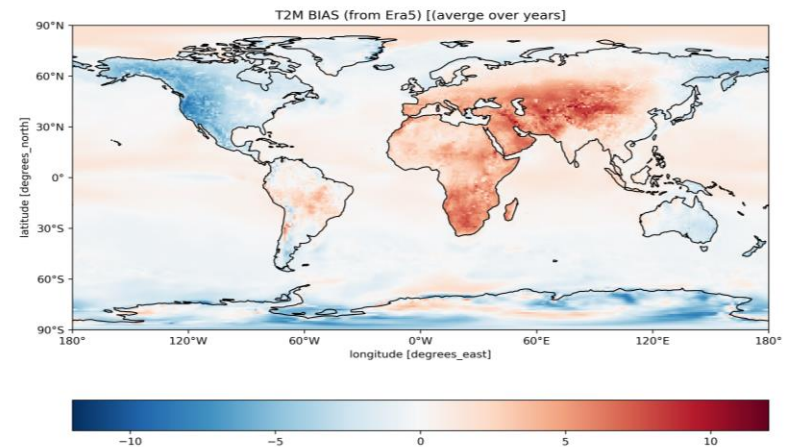 T2M BIAS (from Era5) [(averge over years]
90°N
60°N
30°N
0°
30°S
60°S
90°S
latitude [degrees_north]
180° 120°W 60°W 0°W 60°E 120°E 180°
longitude [degrees_east]
−10 −5 0 5 10